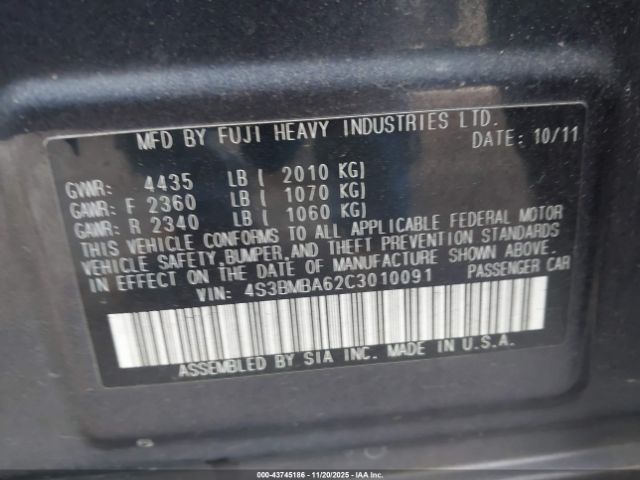 MFD BY FUJI HEAVY INDUSTRIES LTD.
DATE: 10/11
GVWR: 4435 LB ( 2010 KG)
GAWR: F 2360 LB ( 1070 KG)
GAWR: R 2340 LB ( 1060 KG)
THIS VEHICLE CONFORMS TO ALL APPLICABLE FEDERAL MOTOR
VEHICLE SAFETY, BUMPER, AND THEFT PREVENTION STANDARDS
IN EFFECT ON THE DATE OF MANUFACTURE SHOWN ABOVE.
VIN: 4S3BMBA62C3010091 PASSENGER CAR
ASSEMBLED BY SIA INC. MADE IN U.S.A.
000-43745186 - 11/20/2025 - IAA Inc.